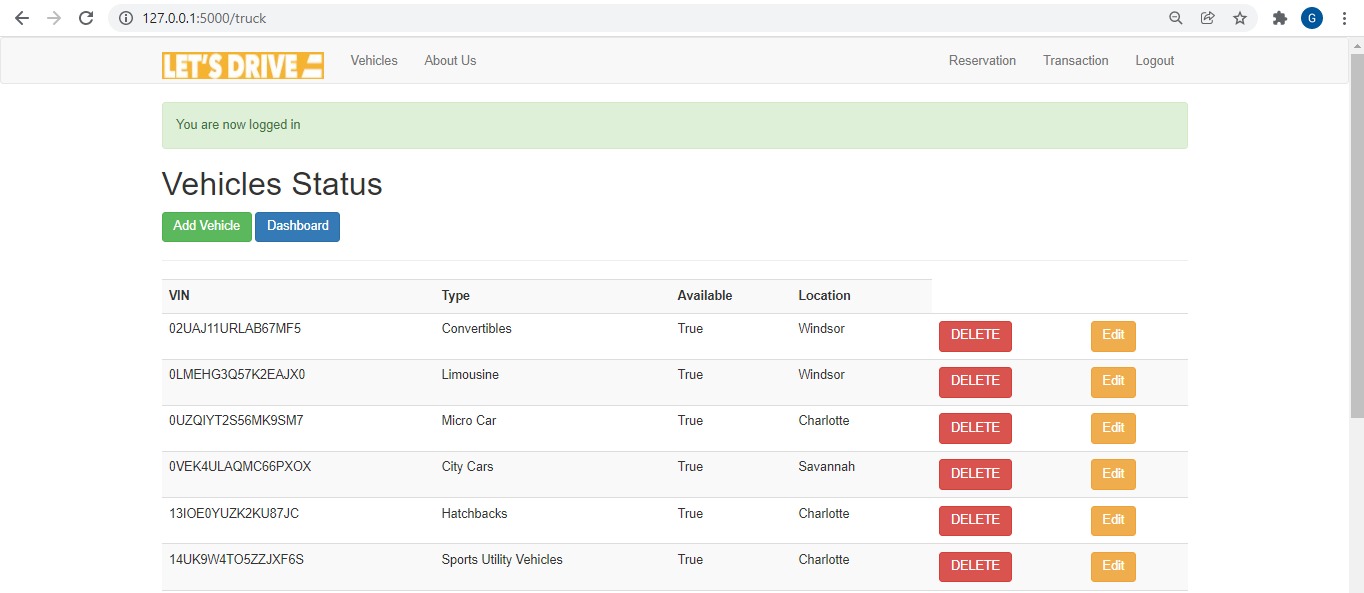 127.0.0.1:5000/truck
G
LET'S DRIVE
Vehicles
About Us
Reservation
Transaction
Logout
You are now logged in
Vehicles Status
Add Vehicle
Dashboard
VIN Type Available Location
02UAJ11URLAB67MF5 Convertibles True Windsor DELETE Edit
0LMEHG3Q57K2EAJX0 Limousine True Windsor DELETE Edit
0UZQIYT2S56MK9SM7 Micro Car True Charlotte DELETE Edit
0VEK4ULAQMC66PXOX City Cars True Savannah DELETE Edit
13IOE0YUZK2KU87JC Hatchbacks True Charlotte DELETE Edit
14UK9W4TO5ZZJXF6S Sports Utility Vehicles True Charlotte DELETE Edit